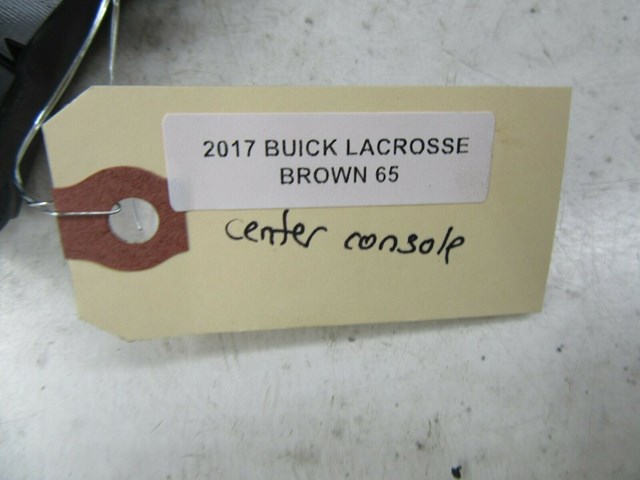 2017 BUICK LACROSSE
BROWN 65
center console